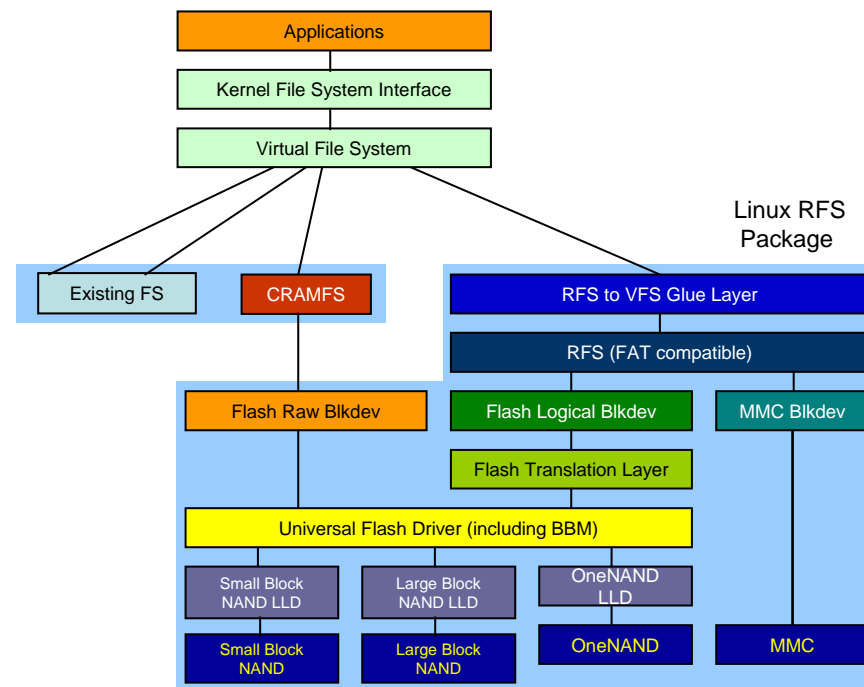 Applications
Kernel File System Interface
Virtual File System
Linux RFS
Package
Existing FS
CRAMFS
RFS to VFS Glue Layer
RFS (FAT compatible)
Flash Raw Blkdev
Flash Logical Blkdev
MMC Blkdev
Flash Translation Layer
Universal Flash Driver (including BBM)
Small Block
NAND LLD
Large Block
NAND LLD
OneNAND
LLD
Small Block
NAND
Large Block
NAND
OneNAND
MMC